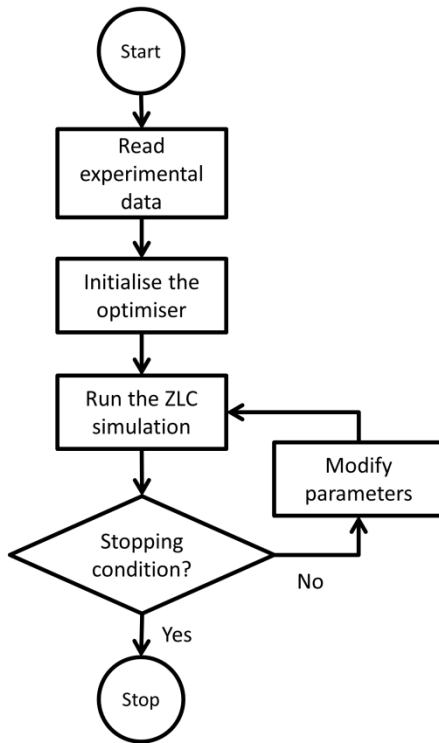 Start
Read
experimental
data
Initialise the
optimiser
Run the ZLC
simulation
Modify
parameters
Stopping
condition?
No
Yes
Stop